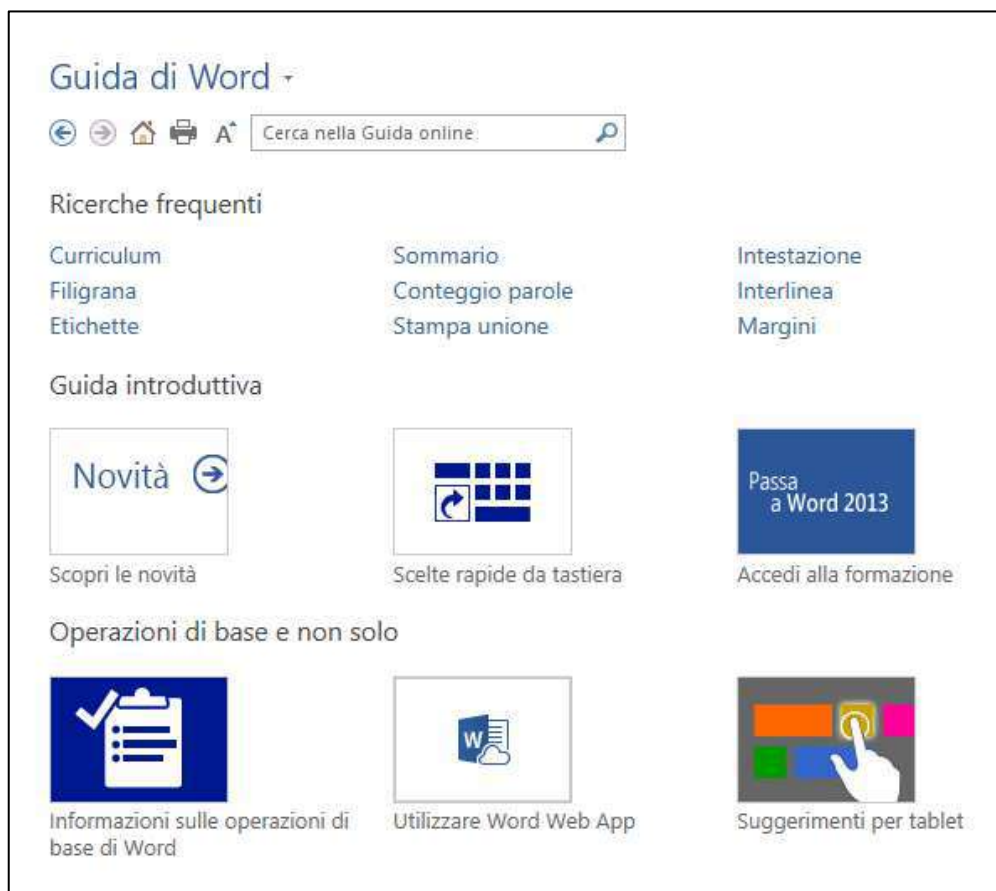 Guida di Word
A Cerca nella Guida online
Ricerche frequenti
Curriculum Sommario Intestazione
Filigrana Conteggio parole Interlinea
Etichette Stampa unione Margini
Guida introduttiva
Novità
Passa
a Word 2013
Scopri le novità Scelte rapide da tastiera Accedi alla formazione
Operazioni di base e non solo
W
Informazioni sulle operazioni di Utilizzare Word Web App Suggerimenti per tablet
base di Word